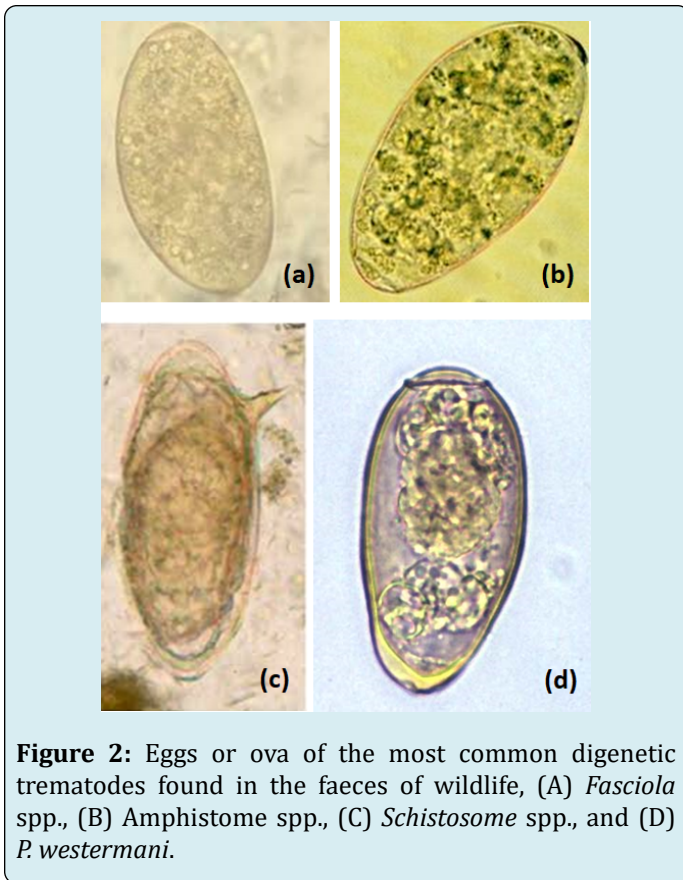 (a)
(b)
(c)
(d)
Figure 2: Eggs or ova of the most common digenetic
trematodes found in the faeces of wildlife, (A) Fasciola
spp., (B) Amphistome spp., (C) Schistosome spp., and (D)
P. westermani.